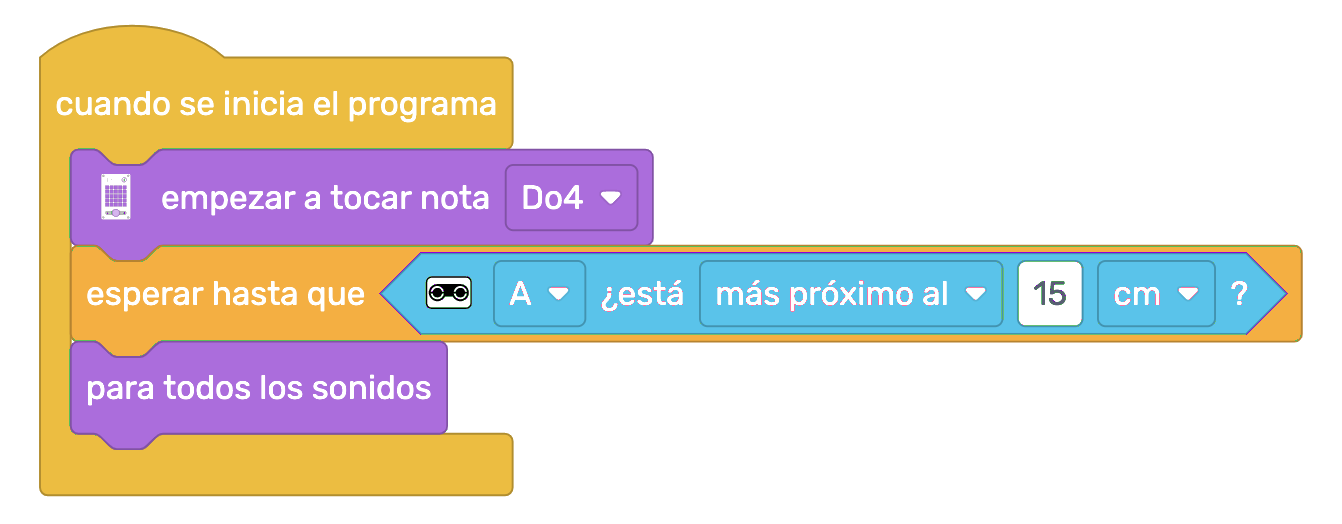 cuando se inicia el programa
empezar a tocar nota Do4
esperar hasta que A ¿está más próximo al 15 cm ?
para todos los sonidos